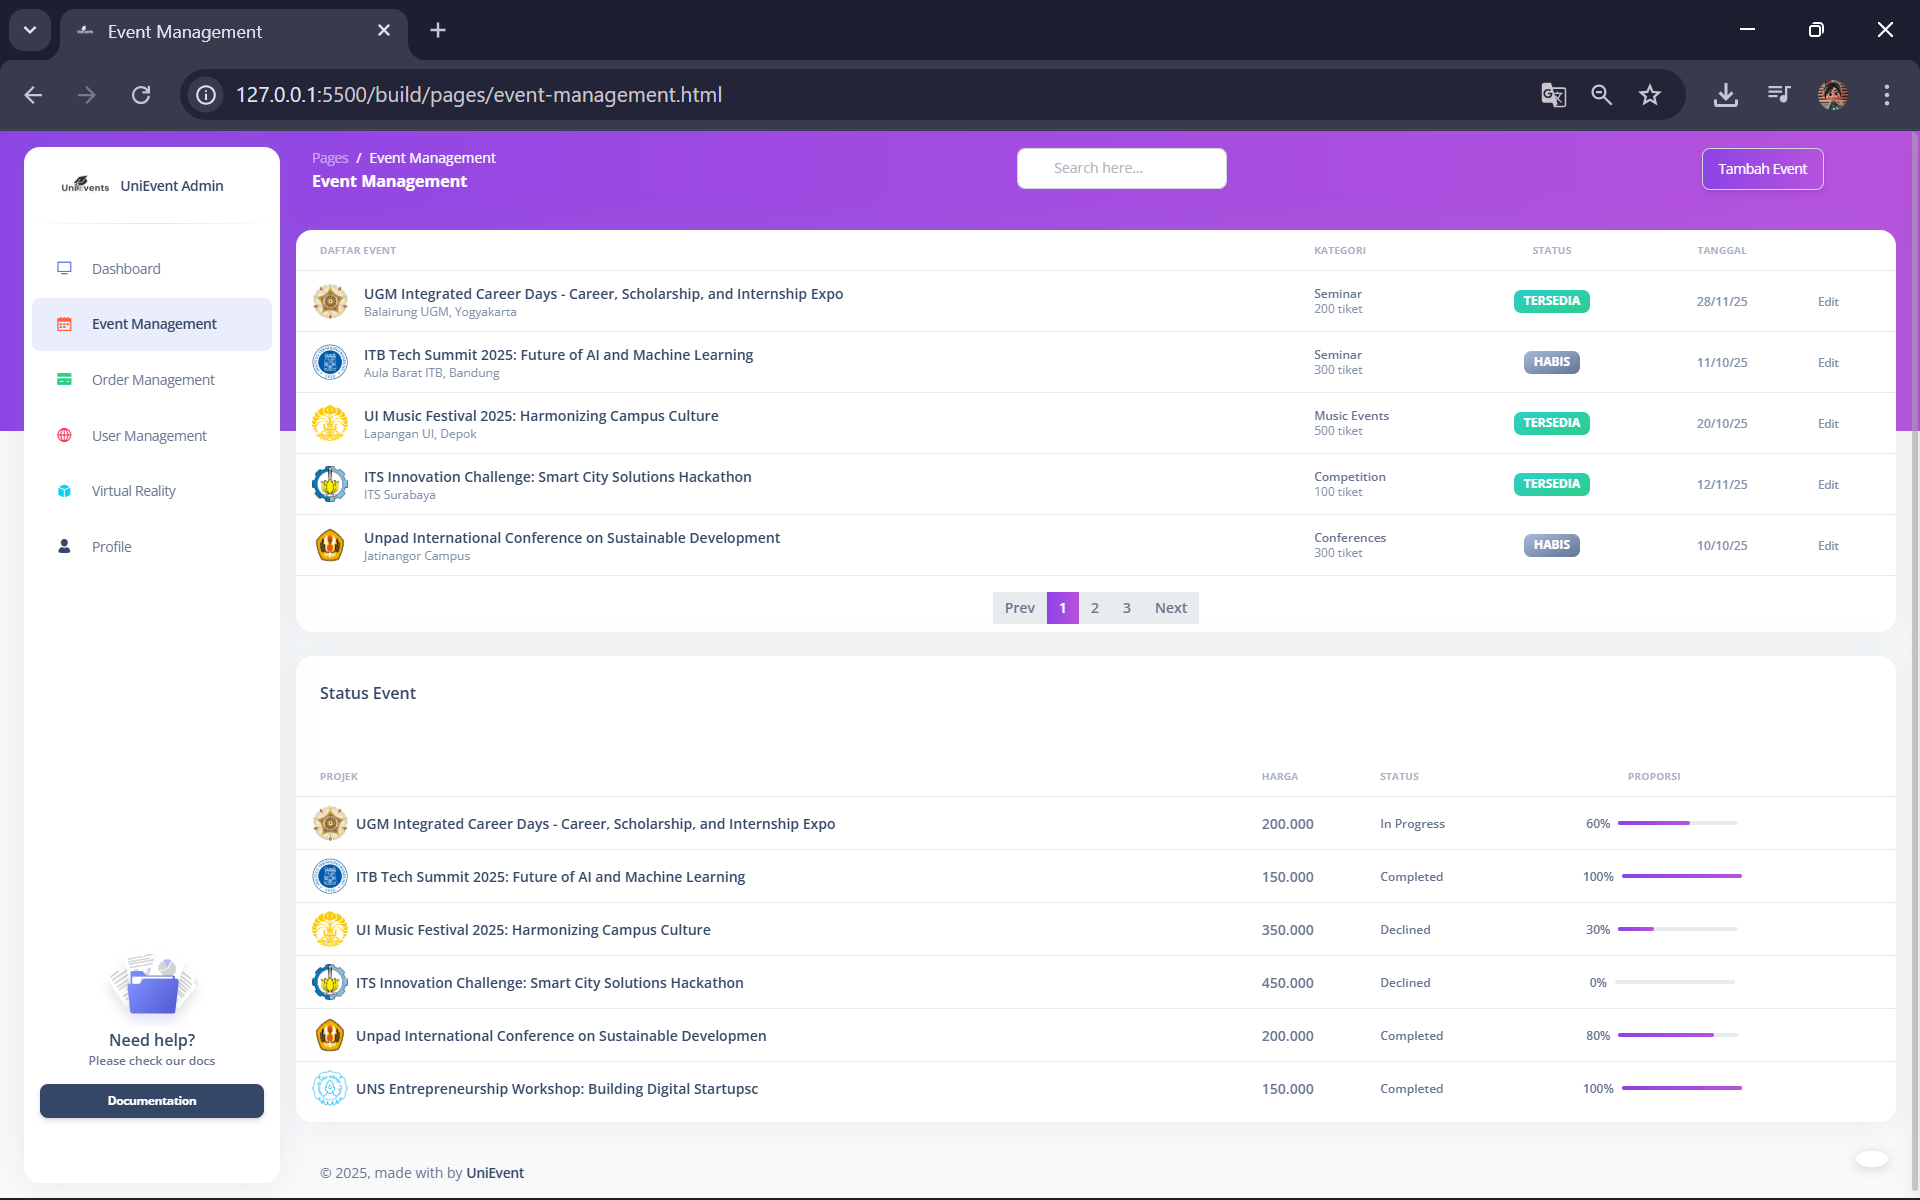 Event Management
127.0.0.1:5500/build/pages/event-management.html
UniEvents UniEvent Admin
Dashboard
Event Management
Order Management
User Management
Virtual Reality
Profile
Need help?
Please check our docs
Documentation
Pages / Event Management
Event Management
Search here...
Tambah Event
DAFTAR EVENT KATEGORI STATUS TANGGAL
UGM Integrated Career Days - Career, Scholarship, and Internship Expo
Balairung UGM, Yogyakarta
Seminar
200 tiket
TERSEDIA
28/11/25
Edit
ITB Tech Summit 2025: Future of AI and Machine Learning
Aula Barat ITB, Bandung
Seminar
300 tiket
HABIS
11/10/25
Edit
UI Music Festival 2025: Harmonizing Campus Culture
Lapangan UI, Depok
Music Events
500 tiket
TERSEDIA
20/10/25
Edit
ITS Innovation Challenge: Smart City Solutions Hackathon
ITS Surabaya
Competition
100 tiket
TERSEDIA
12/11/25
Edit
Unpad International Conference on Sustainable Development
Jatinangor Campus
Conferences
300 tiket
HABIS
10/10/25
Edit
Prev 1 2 3 Next
Status Event
PROJEK HARGA STATUS PROPORSI
UGM Integrated Career Days - Career, Scholarship, and Internship Expo 200.000 In Progress 60%
ITB Tech Summit 2025: Future of AI and Machine Learning 150.000 Completed 100%
UI Music Festival 2025: Harmonizing Campus Culture 350.000 Declined 30%
ITS Innovation Challenge: Smart City Solutions Hackathon 450.000 Declined 0%
Unpad International Conference on Sustainable Developmen 200.000 Completed 80%
UNS Entrepreneurship Workshop: Building Digital Startupsc 150.000 Completed 100%
© 2025, made with by UniEvent